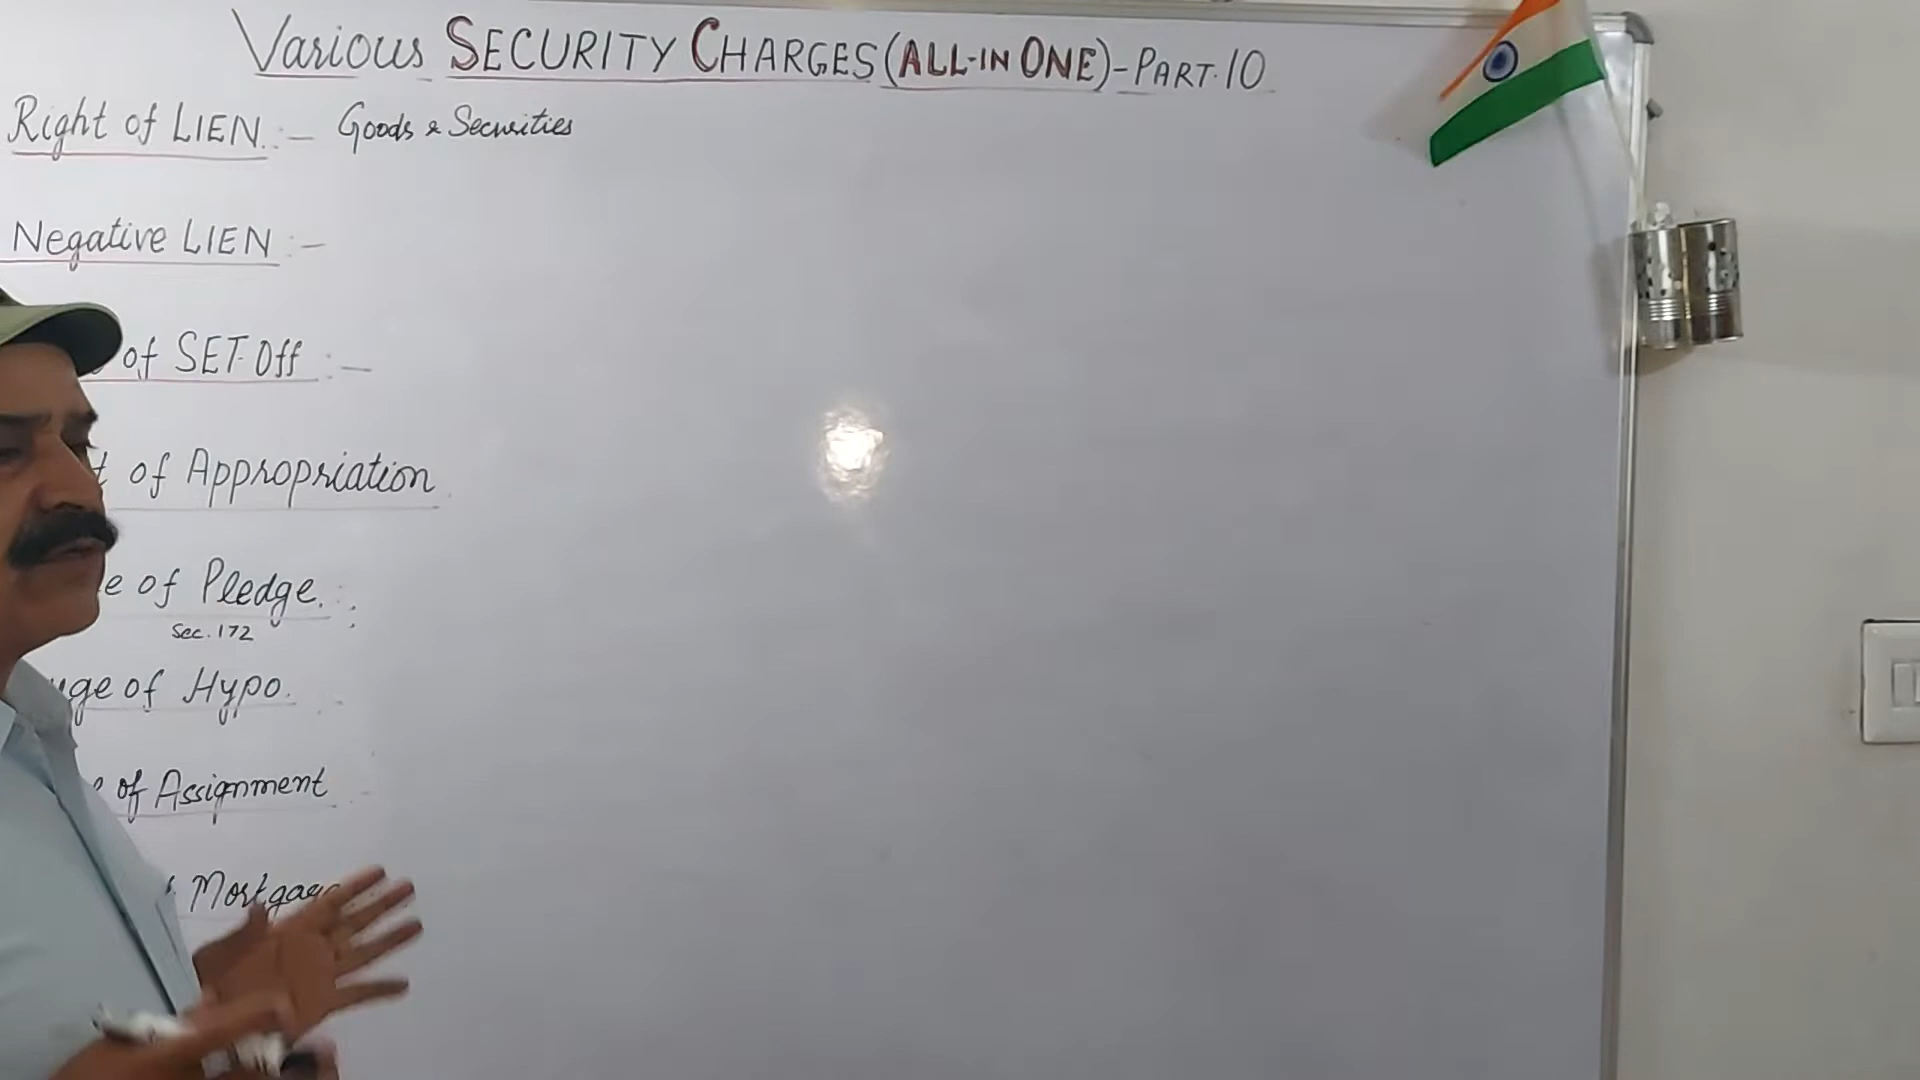 Various SECURITY CHARGES (ALL-IN ONE) - PART-10
Right of LIEN :- Goods & Securities
Negative LIEN :-
of SET-Off :-
of Appropriation
of Pledge. :
Sec. 172
of Hypo.
of Assignment
Mortgage